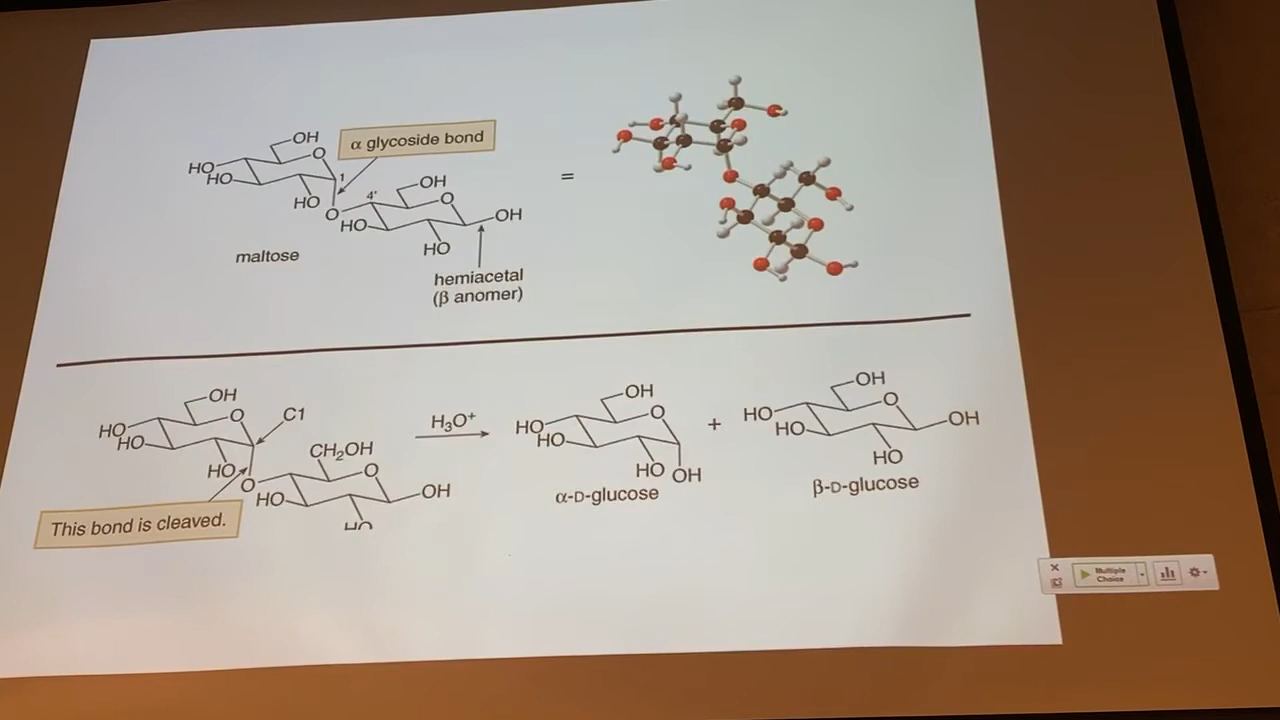 OH
α glycoside bond
O
HO
HO
1
HO
O
4'
OH
O
HO
OH
HO
=
maltose
hemiacetal
(β anomer)
OH
O
C1
HO
HO
HO
O
CH₂OH
O
HO
OH
HO
This bond is cleaved.
H₃O⁺
OH
O
HO
HO
HO
OH
α-D-glucose
+
OH
O
HO
HO
OH
HO
β-D-glucose
Multiple
Choice